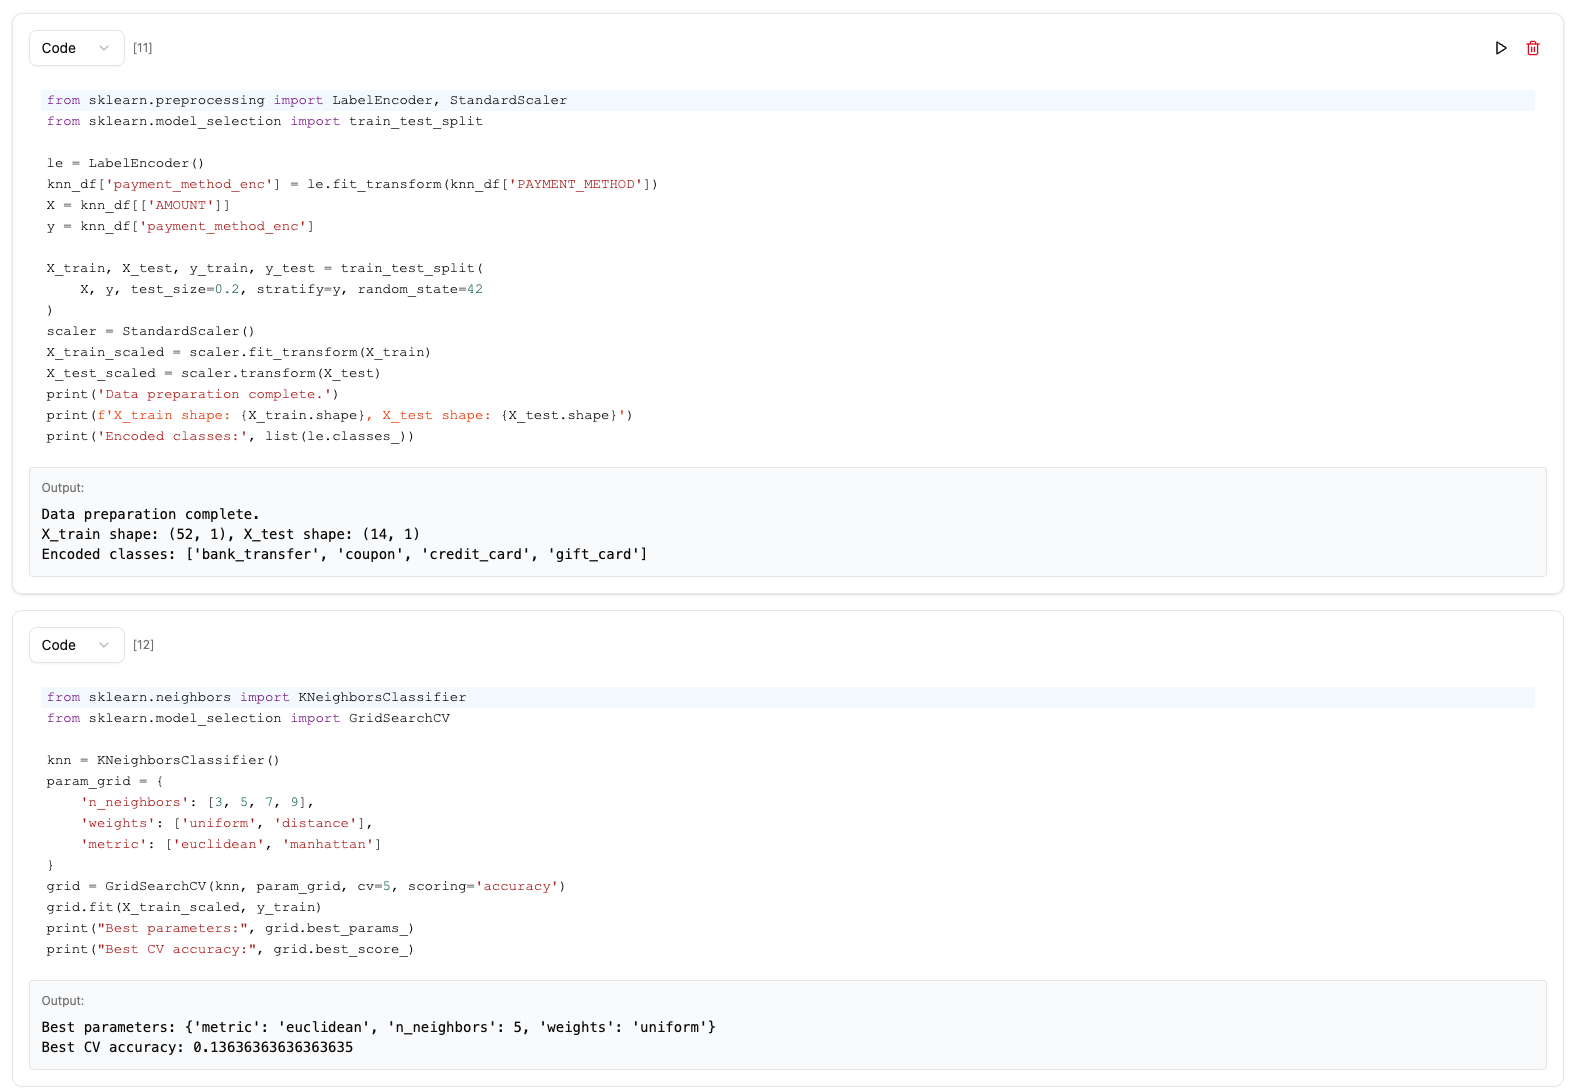 Code [11]
from sklearn.preprocessing import LabelEncoder, StandardScaler
from sklearn.model_selection import train_test_split
le = LabelEncoder()
knn_df['payment_method_enc'] = le.fit_transform(knn_df['PAYMENT_METHOD'])
X = knn_df[['AMOUNT']]
y = knn_df['payment_method_enc']
X_train, X_test, y_train, y_test = train_test_split(
    X, y, test_size=0.2, stratify=y, random_state=42
)
scaler = StandardScaler()
X_train_scaled = scaler.fit_transform(X_train)
X_test_scaled = scaler.transform(X_test)
print('Data preparation complete.')
print(f'X_train shape: {X_train.shape}, X_test shape: {X_test.shape}')
print('Encoded classes:', list(le.classes_))
Output:
Data preparation complete.
X_train shape: (52, 1), X_test shape: (14, 1)
Encoded classes: ['bank_transfer', 'coupon', 'credit_card', 'gift_card']
Code [12]
from sklearn.neighbors import KNeighborsClassifier
from sklearn.model_selection import GridSearchCV
knn = KNeighborsClassifier()
param_grid = {
    'n_neighbors': [3, 5, 7, 9],
    'weights': ['uniform', 'distance'],
    'metric': ['euclidean', 'manhattan']
}
grid = GridSearchCV(knn, param_grid, cv=5, scoring='accuracy')
grid.fit(X_train_scaled, y_train)
print("Best parameters:", grid.best_params_)
print("Best CV accuracy:", grid.best_score_)
Output:
Best parameters: {'metric': 'euclidean', 'n_neighbors': 5, 'weights': 'uniform'}
Best CV accuracy: 0.13636363636363635